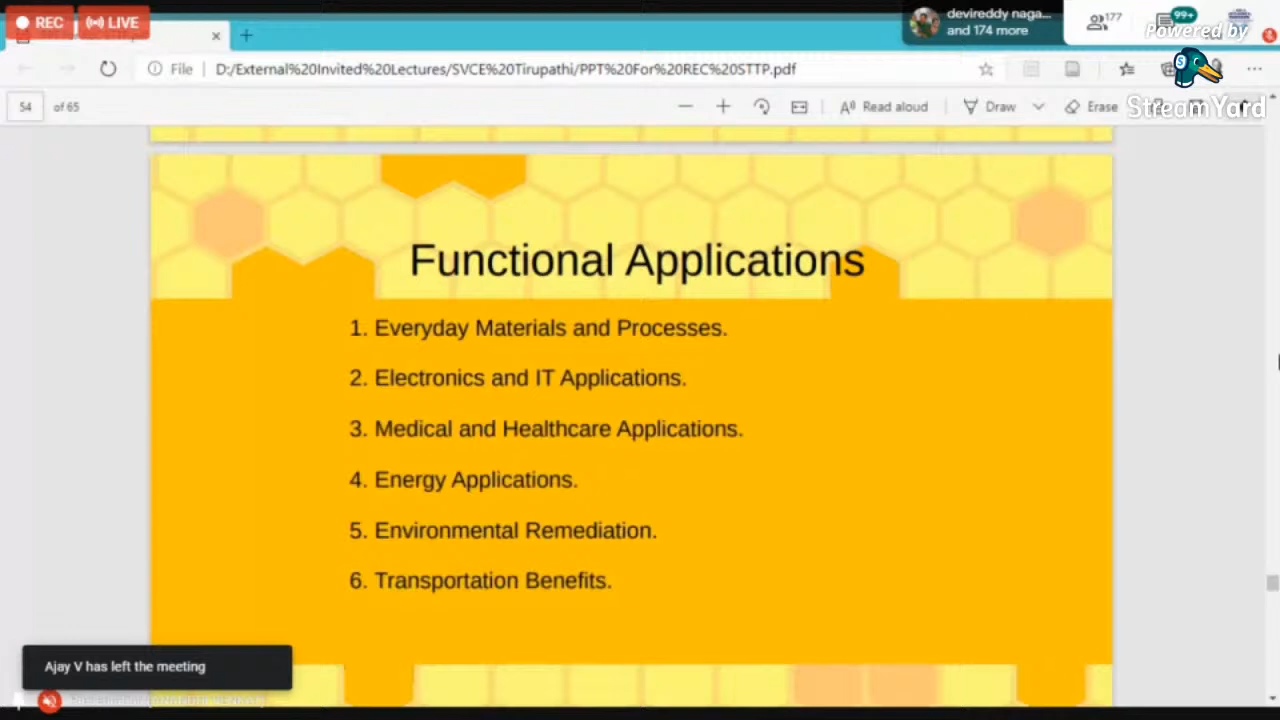 REC
LIVE
devireddy naga...
and 174 more
177
99+
Powered by
File
D:/External%20Invited%20Lectures/SVCE%20Tirupathi/PPT%20For%20REC%20STTP.pdf
StreamYard
54
of 65
Read aloud
Draw
Erase
Functional Applications
1. Everyday Materials and Processes.
2. Electronics and IT Applications.
3. Medical and Healthcare Applications.
4. Energy Applications.
5. Environmental Remediation.
6. Transportation Benefits.
Ajay V has left the meeting